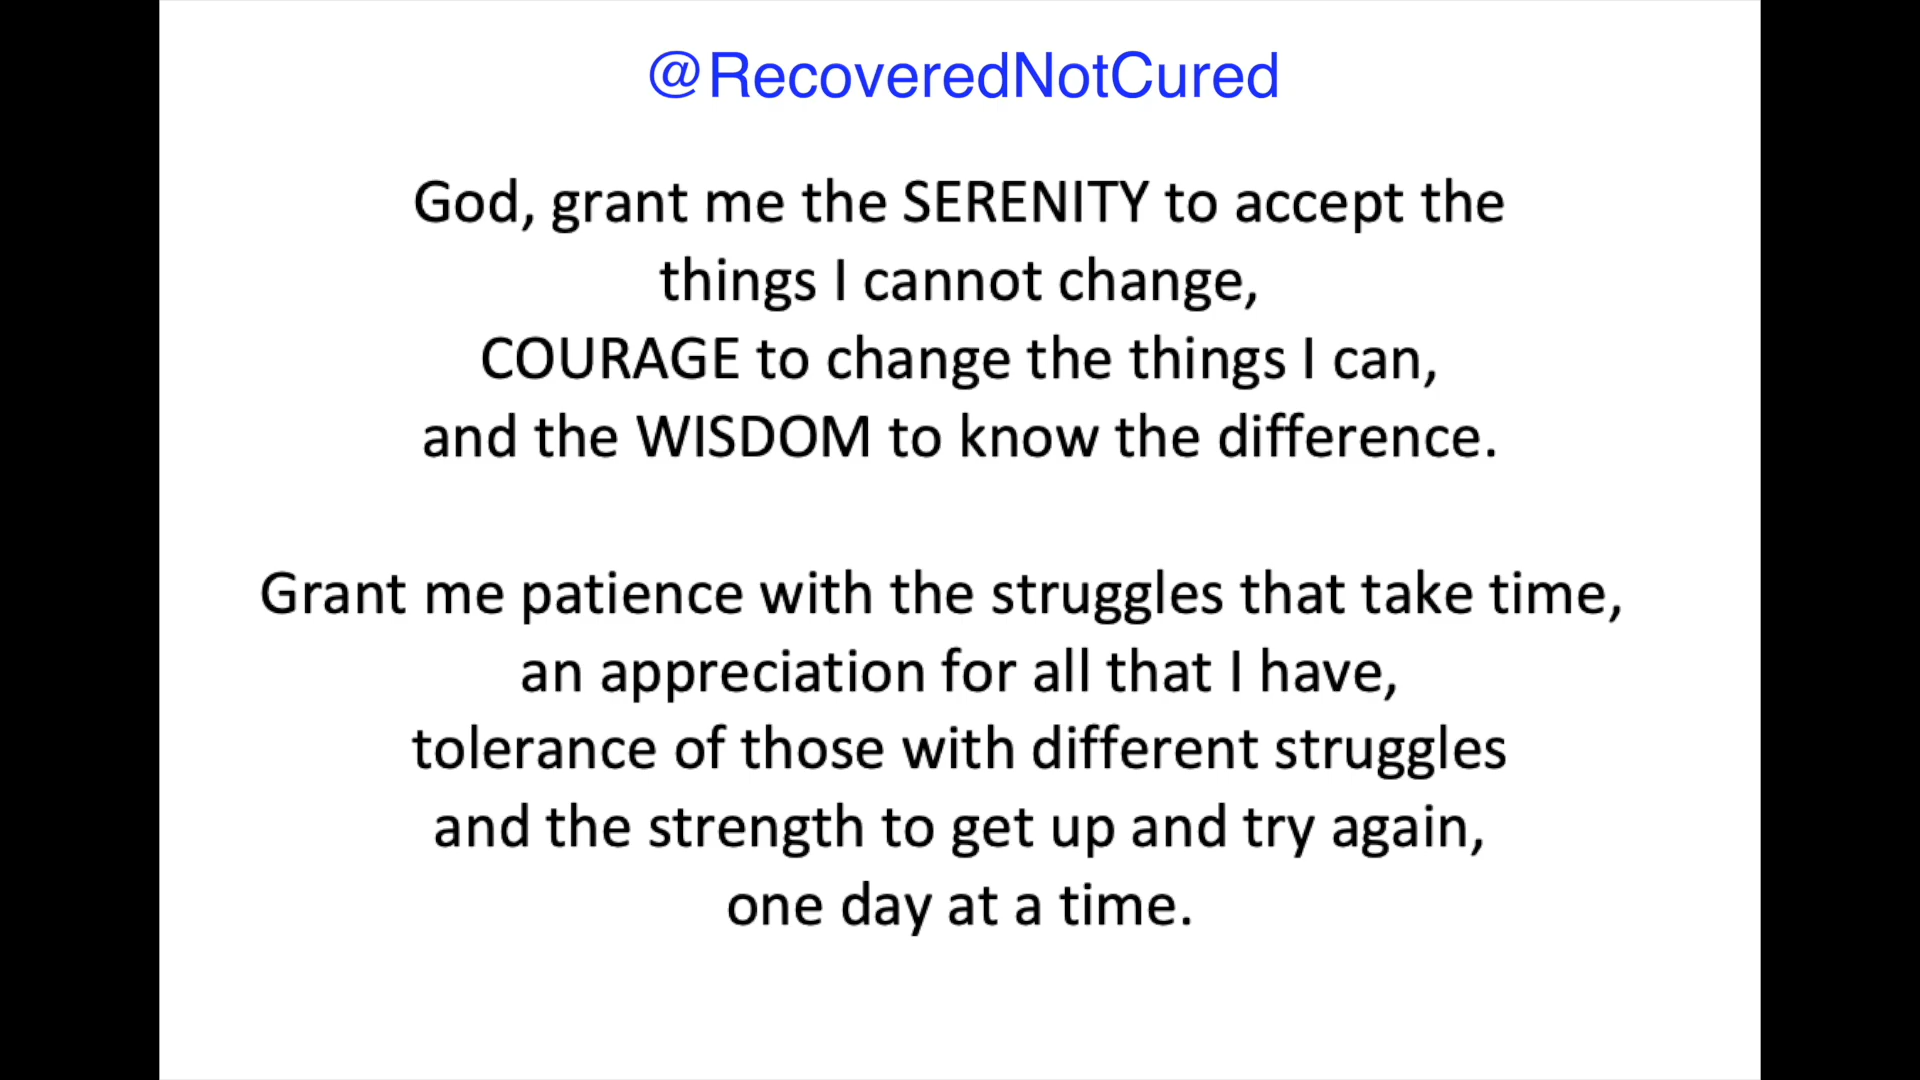 @RecoveredNotCured
God, grant me the SERENITY to accept the
things I cannot change,
COURAGE to change the things I can,
and the WISDOM to know the difference.
Grant me patience with the struggles that take time,
an appreciation for all that I have,
tolerance of those with different struggles
and the strength to get up and try again,
one day at a time.